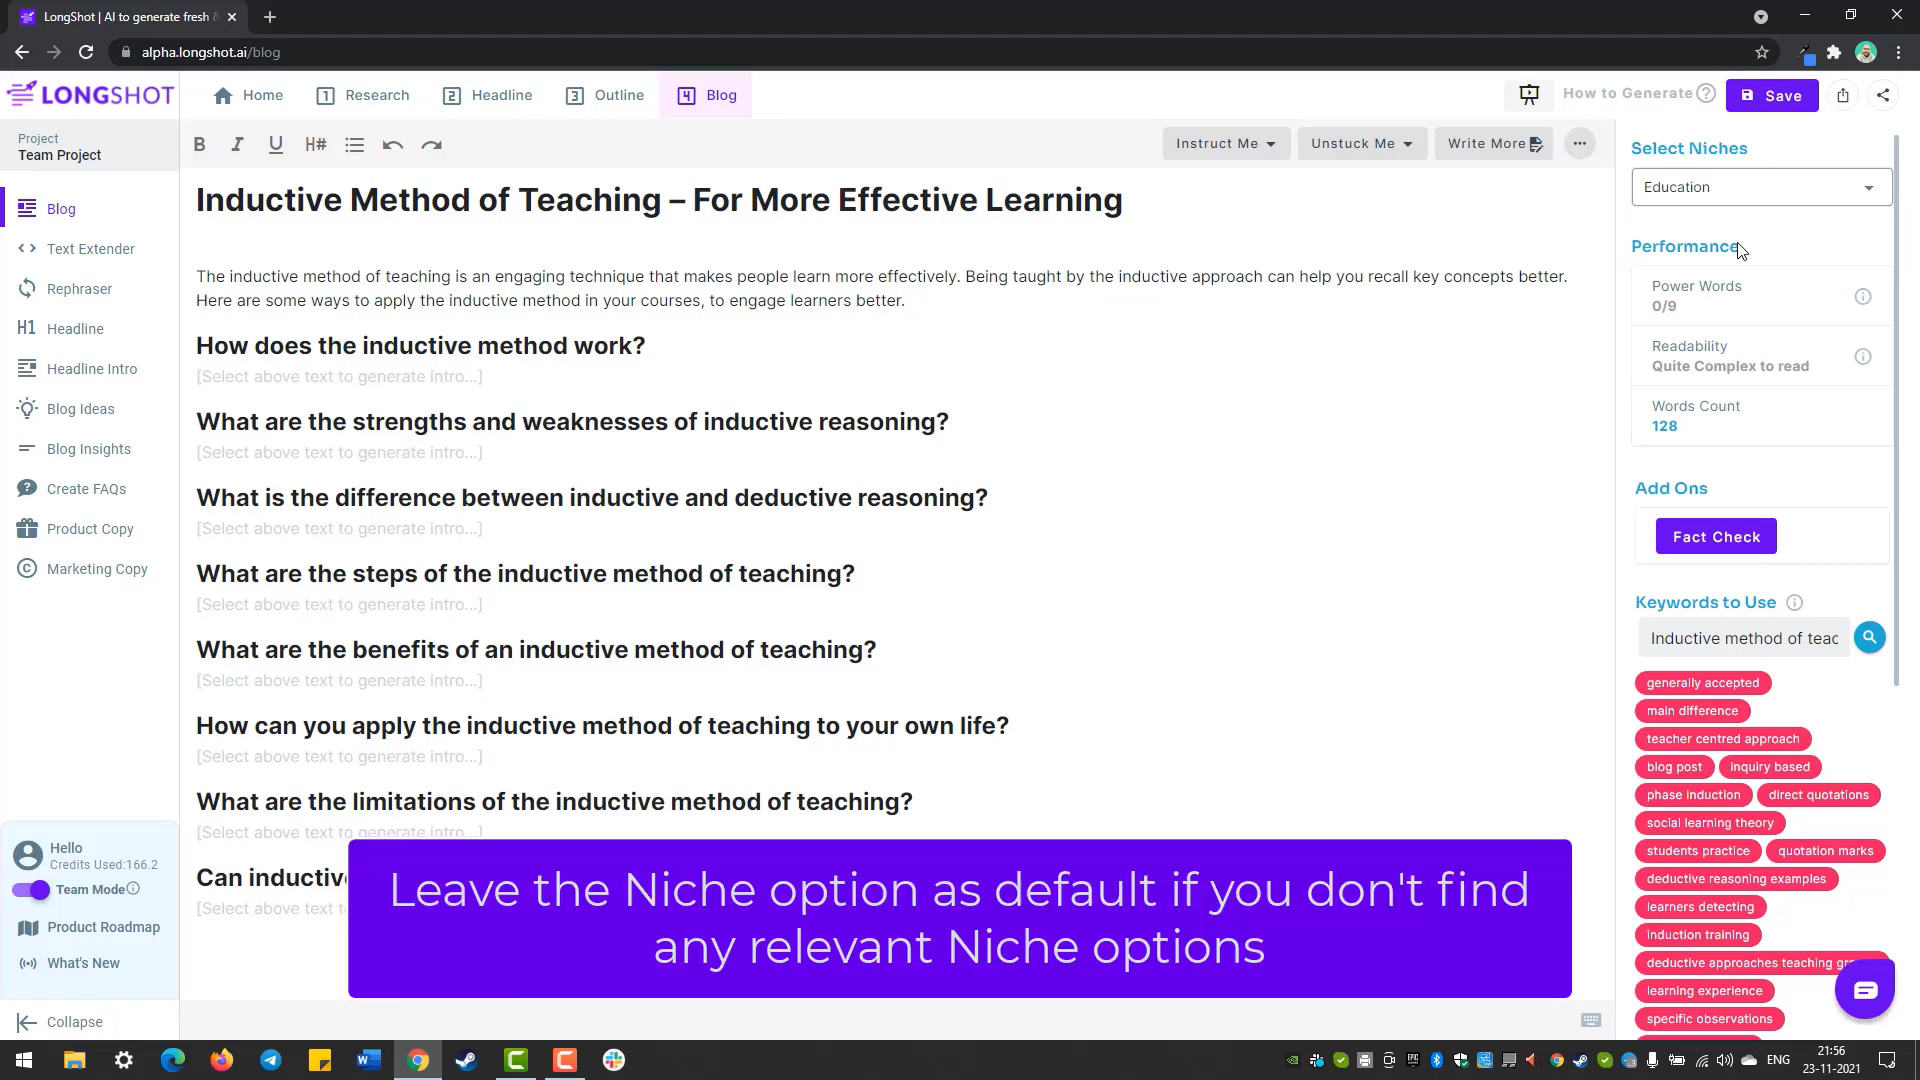 LongShot | AI to generate fresh &
alpha.longshot.ai/blog
LONGSHOT
Home
1 Research
2 Headline
3 Outline
4 Blog
How to Generate ?
Save
Project
Team Project
B I U H#
Instruct Me
Unstuck Me
Write More
Blog
Text Extender
Rephraser
H1 Headline
Headline Intro
Blog Ideas
Blog Insights
Create FAQs
Product Copy
Marketing Copy
Hello
Credits Used:166.2
Team Mode
Product Roadmap
What's New
Collapse
Inductive Method of Teaching – For More Effective Learning
The inductive method of teaching is an engaging technique that makes people learn more effectively. Being taught by the inductive approach can help you recall key concepts better.
Here are some ways to apply the inductive method in your courses, to engage learners better.
How does the inductive method work?
[Select above text to generate intro...]
What are the strengths and weaknesses of inductive reasoning?
[Select above text to generate intro...]
What is the difference between inductive and deductive reasoning?
[Select above text to generate intro...]
What are the steps of the inductive method of teaching?
[Select above text to generate intro...]
What are the benefits of an inductive method of teaching?
[Select above text to generate intro...]
How can you apply the inductive method of teaching to your own life?
[Select above text to generate intro...]
What are the limitations of the inductive method of teaching?
[Select above text to generate intro...]
Can inductiv
[Select above text t
Leave the Niche option as default if you don't find
any relevant Niche options
Select Niches
Education
Performance
Power Words
0/9
Readability
Quite Complex to read
Words Count
128
Add Ons
Fact Check
Keywords to Use
Inductive method of teac
generally accepted
main difference
teacher centred approach
blog post
inquiry based
phase induction
direct quotations
social learning theory
students practice
quotation marks
deductive reasoning examples
learners detecting
induction training
deductive approaches teaching gr
learning experience
specific observations
ENG
21:56
23-11-2021